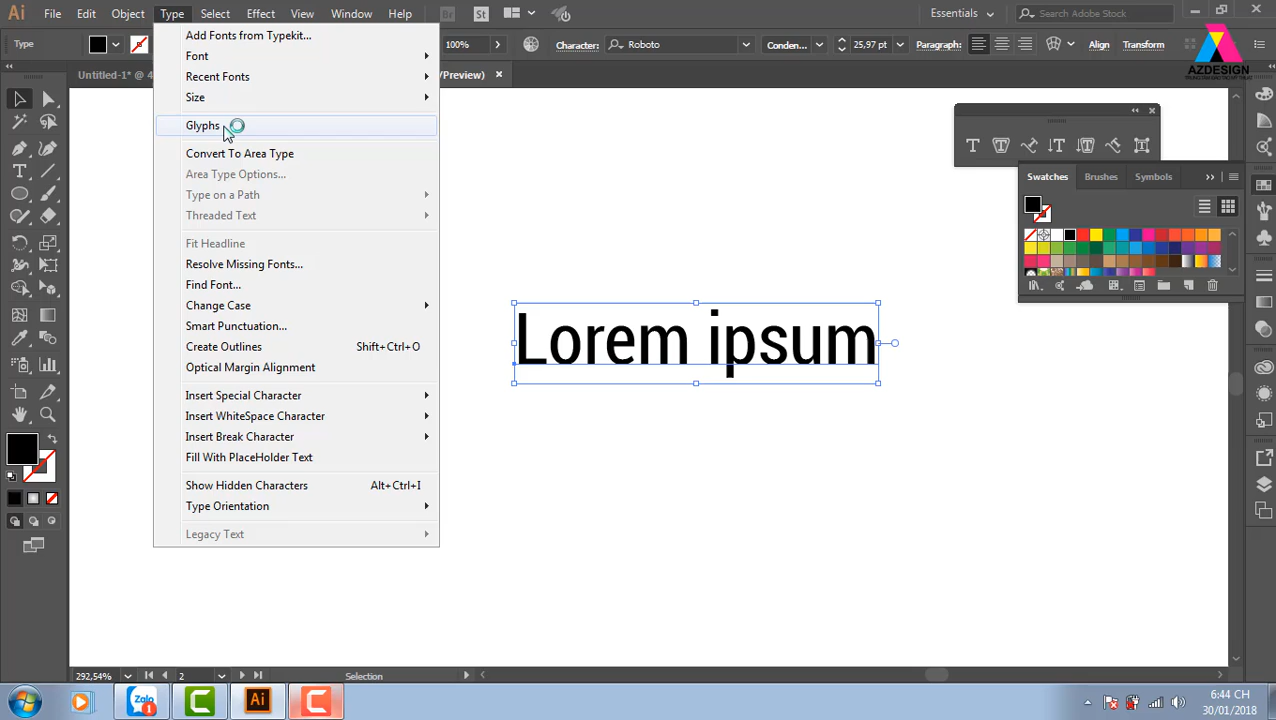 Ai File Edit Object Type Select Effect View Window Help Br St Essentials Search Adobe Stock
Type 100% Character: Roboto Conden... 25,97 pt Paragraph: Align Transform
AZDESIGN
Untitled-1* @ 4 /Preview)
Add Fonts from Typekit...
Font
Recent Fonts
Size
Glyphs
Convert To Area Type
Area Type Options...
Type on a Path
Threaded Text
Fit Headline
Resolve Missing Fonts...
Find Font...
Change Case
Smart Punctuation...
Create Outlines Shift+Ctrl+O
Optical Margin Alignment
Insert Special Character
Insert WhiteSpace Character
Insert Break Character
Fill With PlaceHolder Text
Show Hidden Characters Alt+Ctrl+I
Type Orientation
Legacy Text
Swatches Brushes Symbols
Lorem ipsum
292,54% 2 Selection
Zalo
1
Ai
6:44 CH
30/01/2018